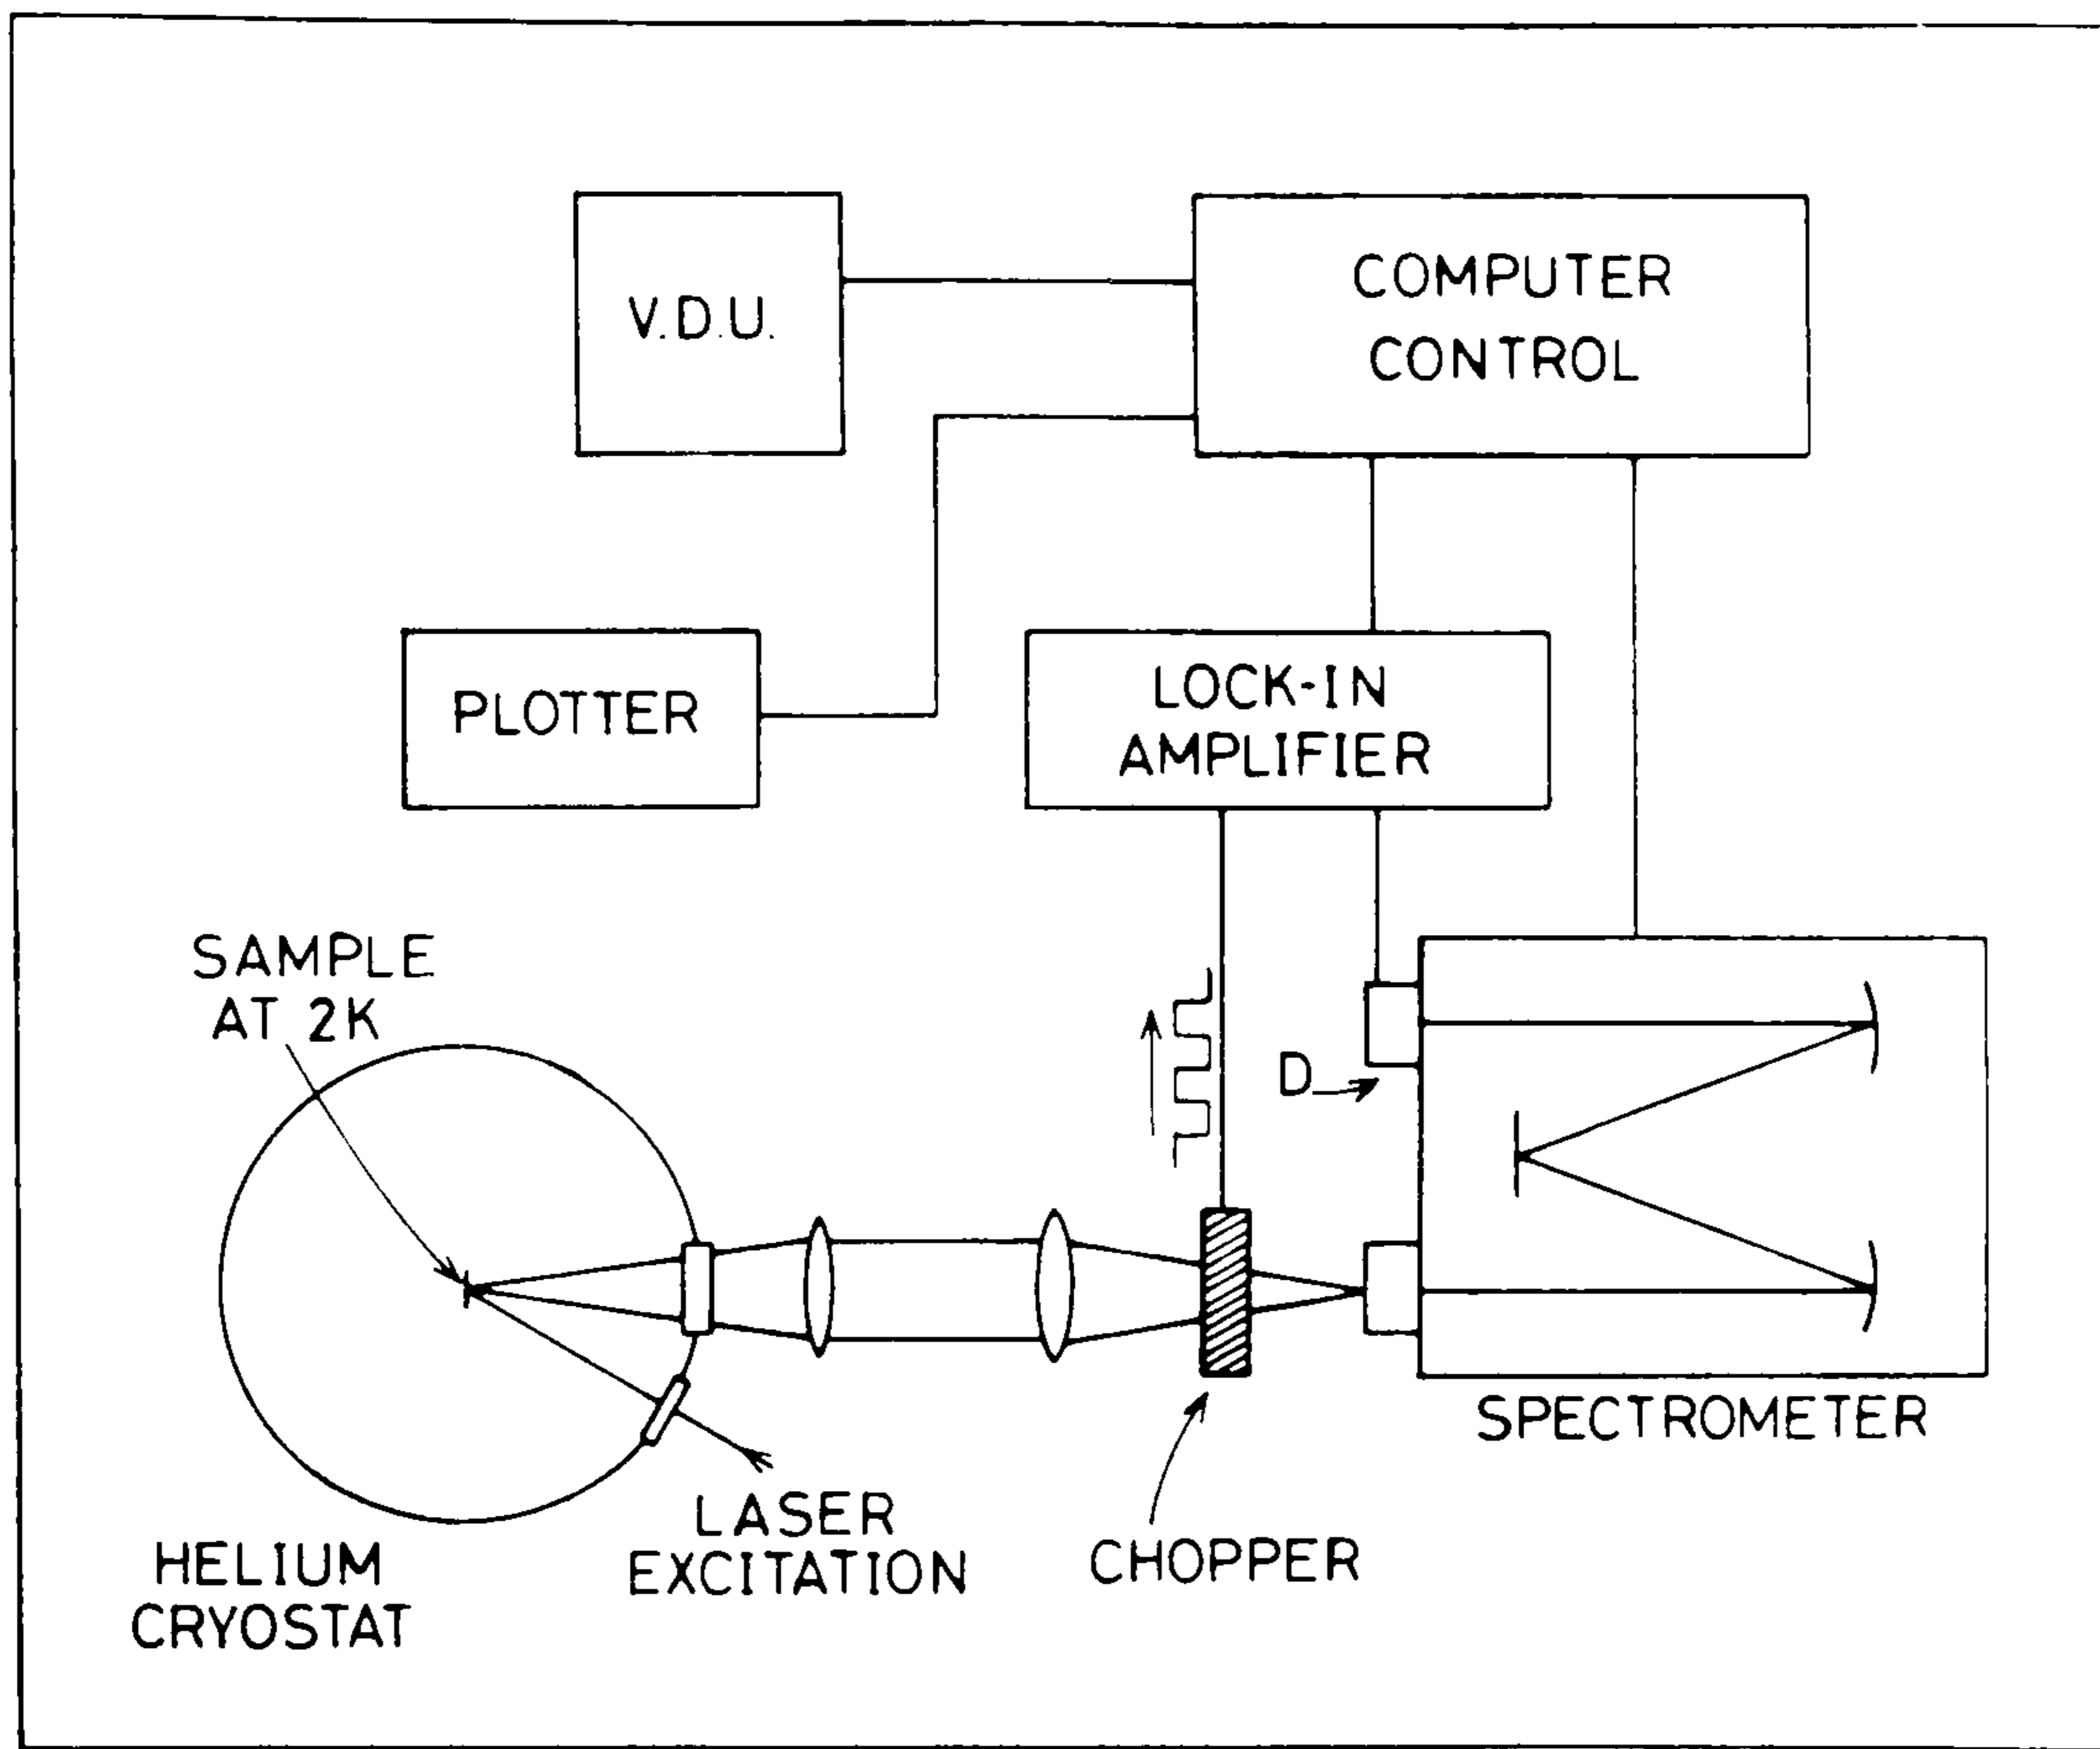 V.D.U.
COMPUTER
CONTROL
PLOTTER
LOCK-IN
AMPLIFIER
SAMPLE
AT 2K
D
SPECTROMETER
LASER
EXCITATION
CHOPPER
HELIUM
CRYOSTAT